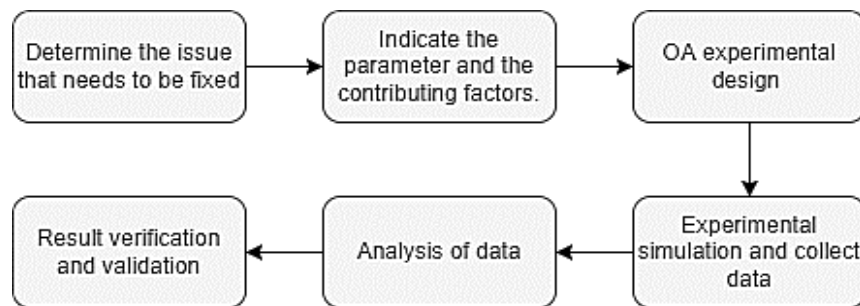 Determine the issue
that needs to be fixed
Indicate the
parameter and the
contributing factors.
OA experimental
design
Experimental
simulation and collect
data
Analysis of data
Result verification
and validation